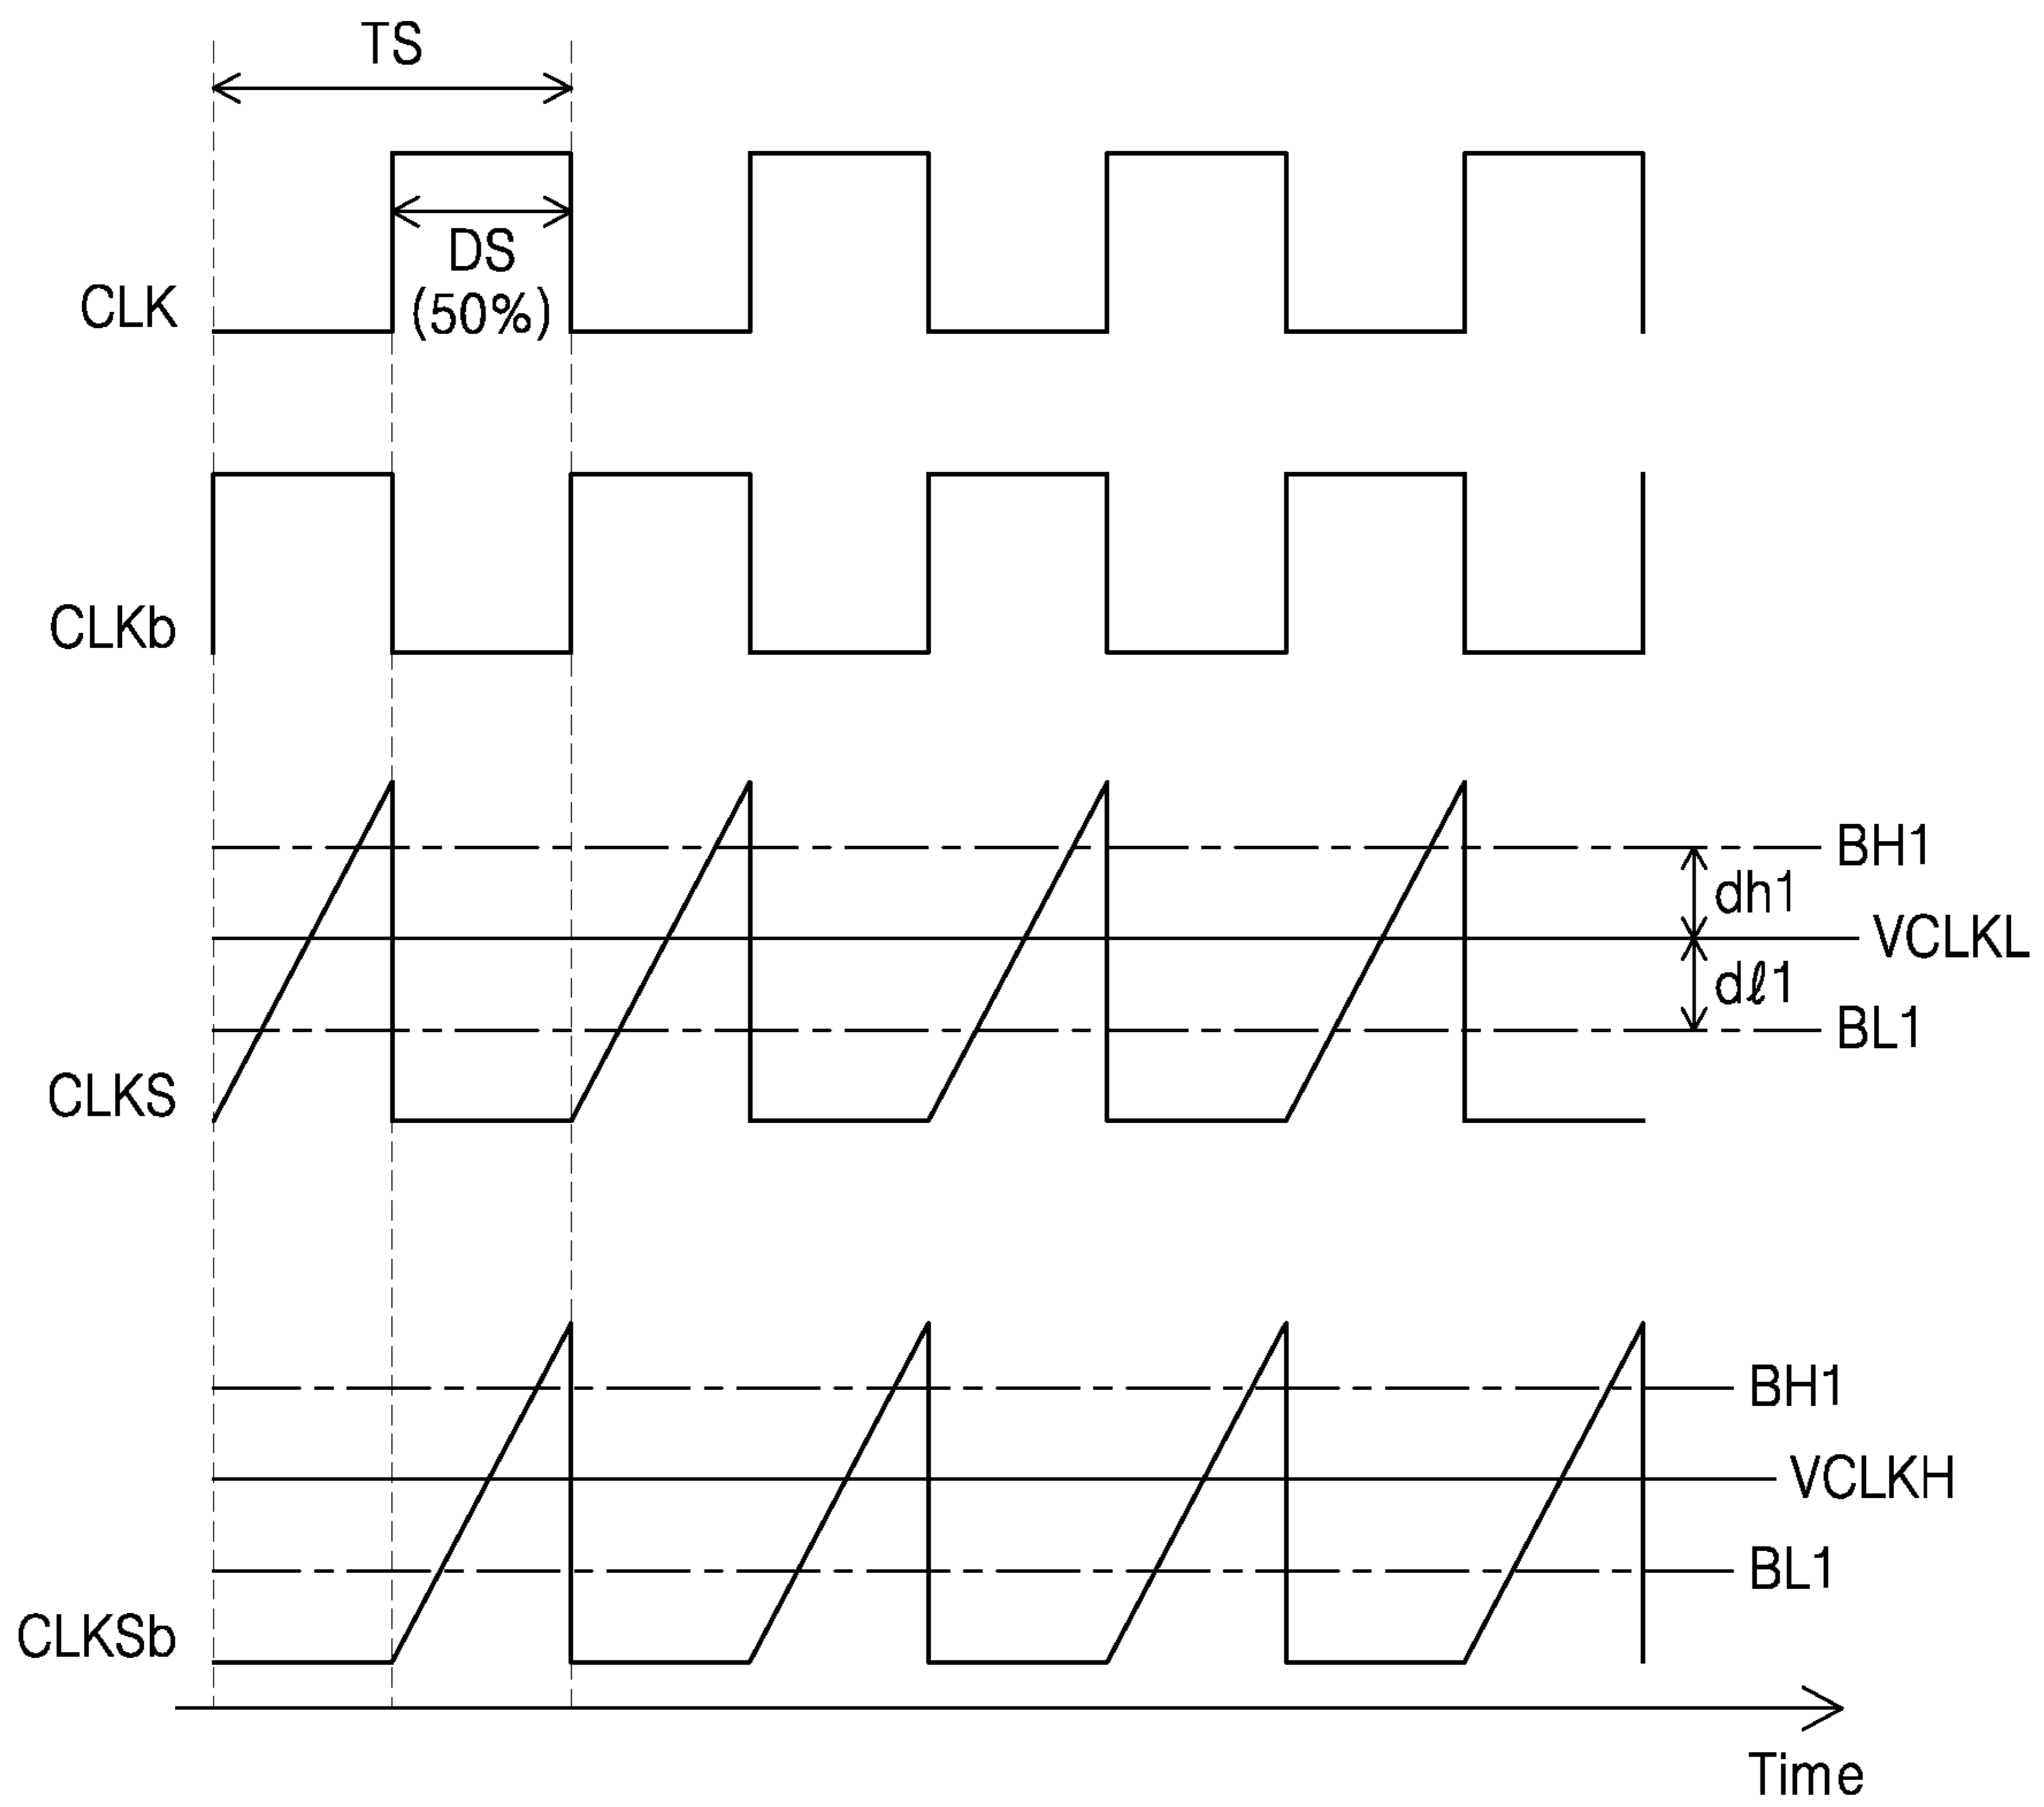 TS
DS
(50%)
CLK
CLKb
BH1
dh1
VCLKL
dℓ1
BL1
CLKS
BH1
VCLKH
BL1
CLKSb
Time